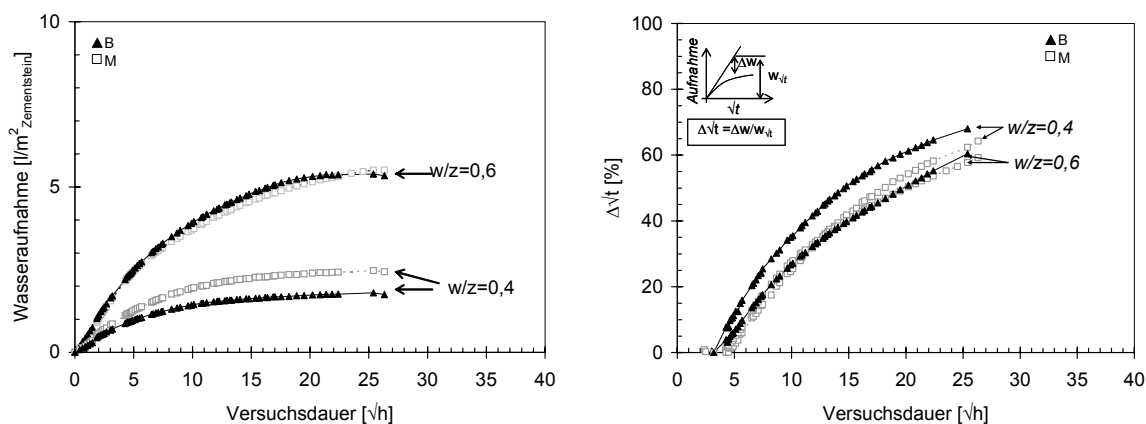 10
5
0
Wasseraufnahme [l/m²Zementstein]
B
M
w/z=0,6
w/z=0,4
0 5 10 15 20 25 30 35 40
Versuchsdauer [√h]
100
80
60
40
20
0
Δ√t [%]
Aufnahme
Δw
w√t
√t
Δ√t =Δw/w√t
B
M
w/z=0,4
w/z=0,6
0 5 10 15 20 25 30 35 40
Versuchsdauer [√h]